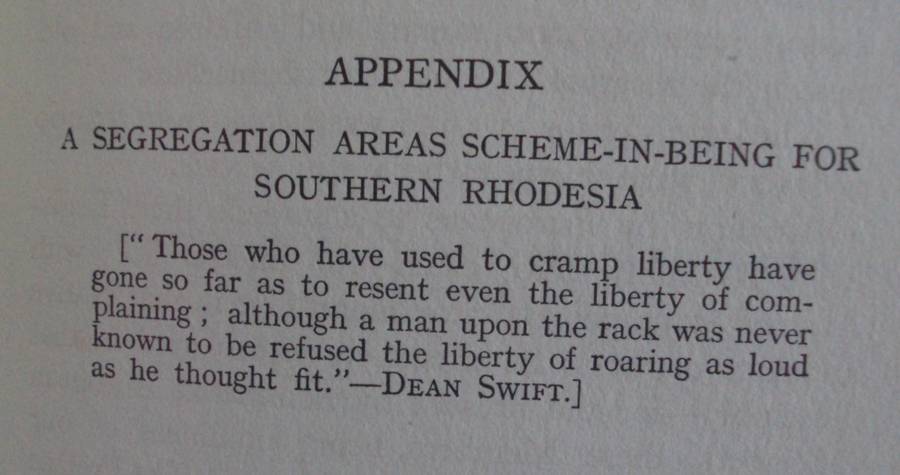 APPENDIX
A SEGREGATION AREAS SCHEME-IN-BEING FOR
SOUTHERN RHODESIA
[“ Those who have used to cramp liberty have
gone so far as to resent even the liberty of com-
plaining ; although a man upon the rack was never
known to be refused the liberty of roaring as loud
as he thought fit.”—DEAN SWIFT.]